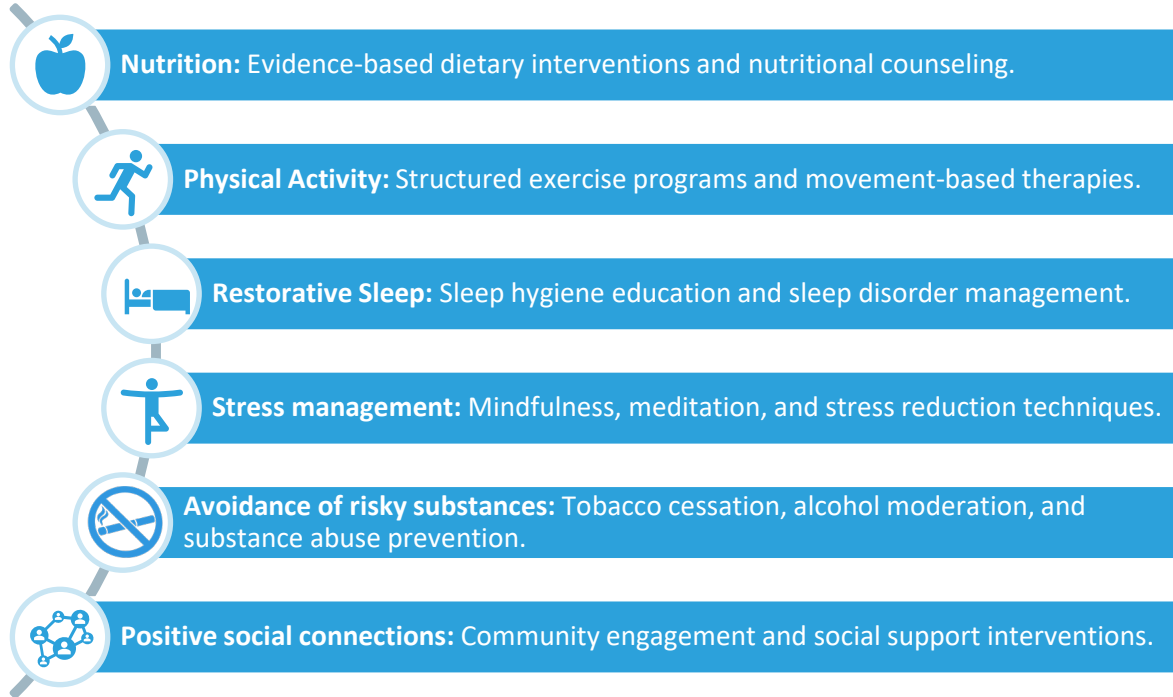 Nutrition: Evidence-based dietary interventions and nutritional counseling.
Physical Activity: Structured exercise programs and movement-based therapies.
Restorative Sleep: Sleep hygiene education and sleep disorder management.
Stress management: Mindfulness, meditation, and stress reduction techniques.
Avoidance of risky substances: Tobacco cessation, alcohol moderation, and
substance abuse prevention.
Positive social connections: Community engagement and social support interventions.